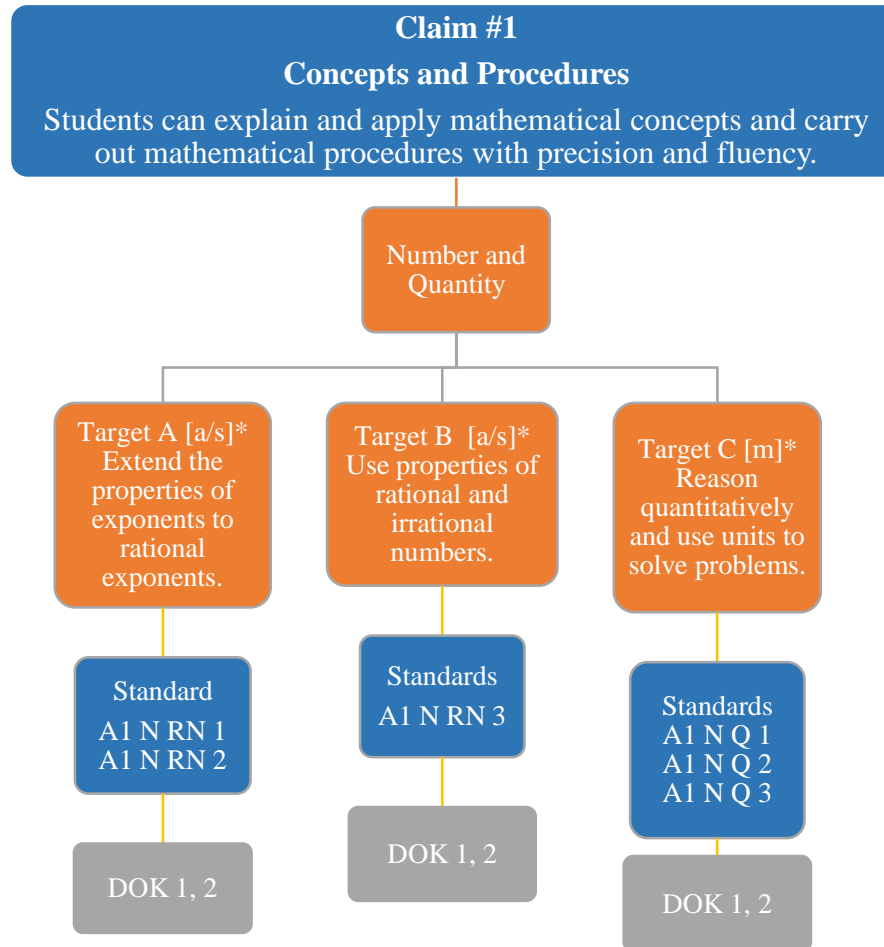 Claim #1
Concepts and Procedures
Students can explain and apply mathematical concepts and carry
out mathematical procedures with precision and fluency.
Number and
Quantity
Target A [a/s]*
Extend the
properties of
exponents to
rational
exponents.
Standard
A1 N RN 1
A1 N RN 2
DOK 1, 2
Target B [a/s]*
Use properties of
rational and
irrational
numbers.
Standards
A1 N RN 3
DOK 1, 2
Target C [m]*
Reason
quantitatively
and use units to
solve problems.
Standards
A1 N Q 1
A1 N Q 2
A1 N Q 3
DOK 1, 2